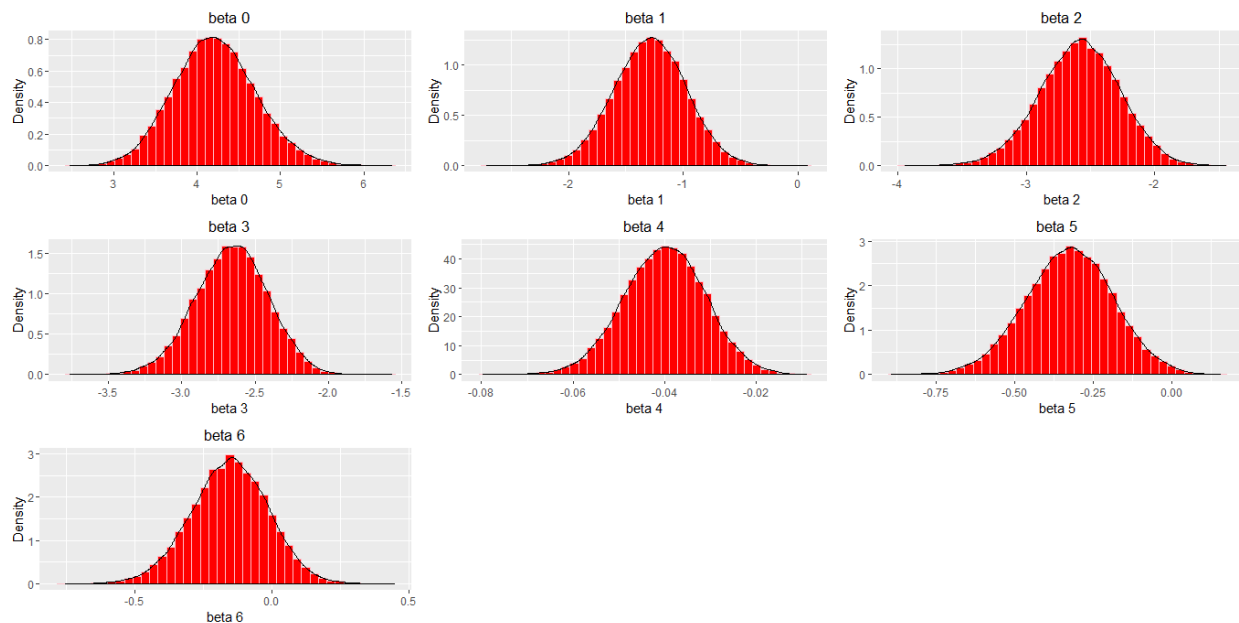 beta 0
Density
0.8
0.6
0.4
0.2
0.0
3 4 5 6
beta 0
beta 1
Density
1.0
0.5
0.0
-2 -1 0
beta 1
beta 2
Density
1.0
0.5
0.0
-4 -3 -2
beta 2
beta 3
Density
1.5
1.0
0.5
0.0
-3.5 -3.0 -2.5 -2.0 -1.5
beta 3
beta 4
Density
40
30
20
10
0
-0.08 -0.06 -0.04 -0.02
beta 4
beta 5
Density
3
2
1
0
-0.75 -0.50 -0.25 0.00
beta 5
beta 6
Density
3
2
1
0
-0.5 0.0 0.5
beta 6